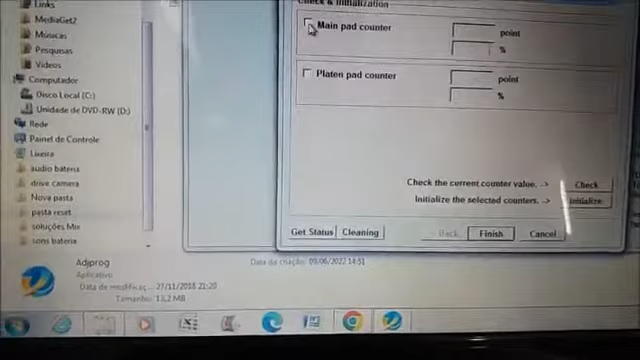 Links
MediaGet2
Músicas
Pesquisas
Vídeos
Computador
Disco Local (C:)
Unidade de DVD-RW (D:)
Rede
Painel de Controle
Lixeira
audio bateria
drive camera
Nova pasta
pasta reset
soluções Mix
sons bateria
Check & Initialization
Main pad counter
point
%
Platen pad counter
point
%
Check the current counter value. -->
Check
Initialize the selected counters. -->
Initialize
Get Status
Cleaning
Back
Finish
Cancel
Adjprog
Aplicativo
Data de modificaç... 27/11/2018 21:20
Tamanho: 13,2 MB
Data da criação: 09/06/2022 14:51